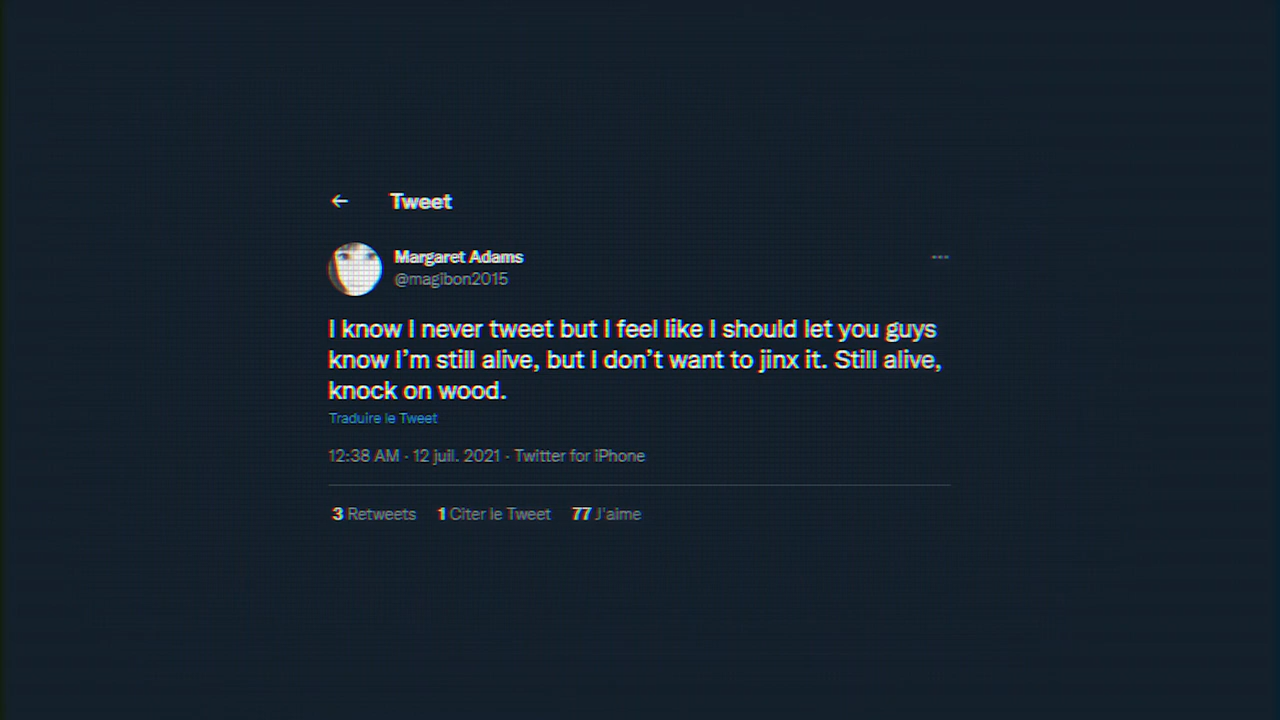 Tweet
Margaret Adams
@magibon2015
I know I never tweet but I feel like I should let you guys
know I’m still alive, but I don’t want to jinx it. Still alive,
knock on wood.
Traduire le Tweet
12:38 AM · 12 juil. 2021 · Twitter for iPhone
3 Retweets 1 Citer le Tweet 77 J'aime